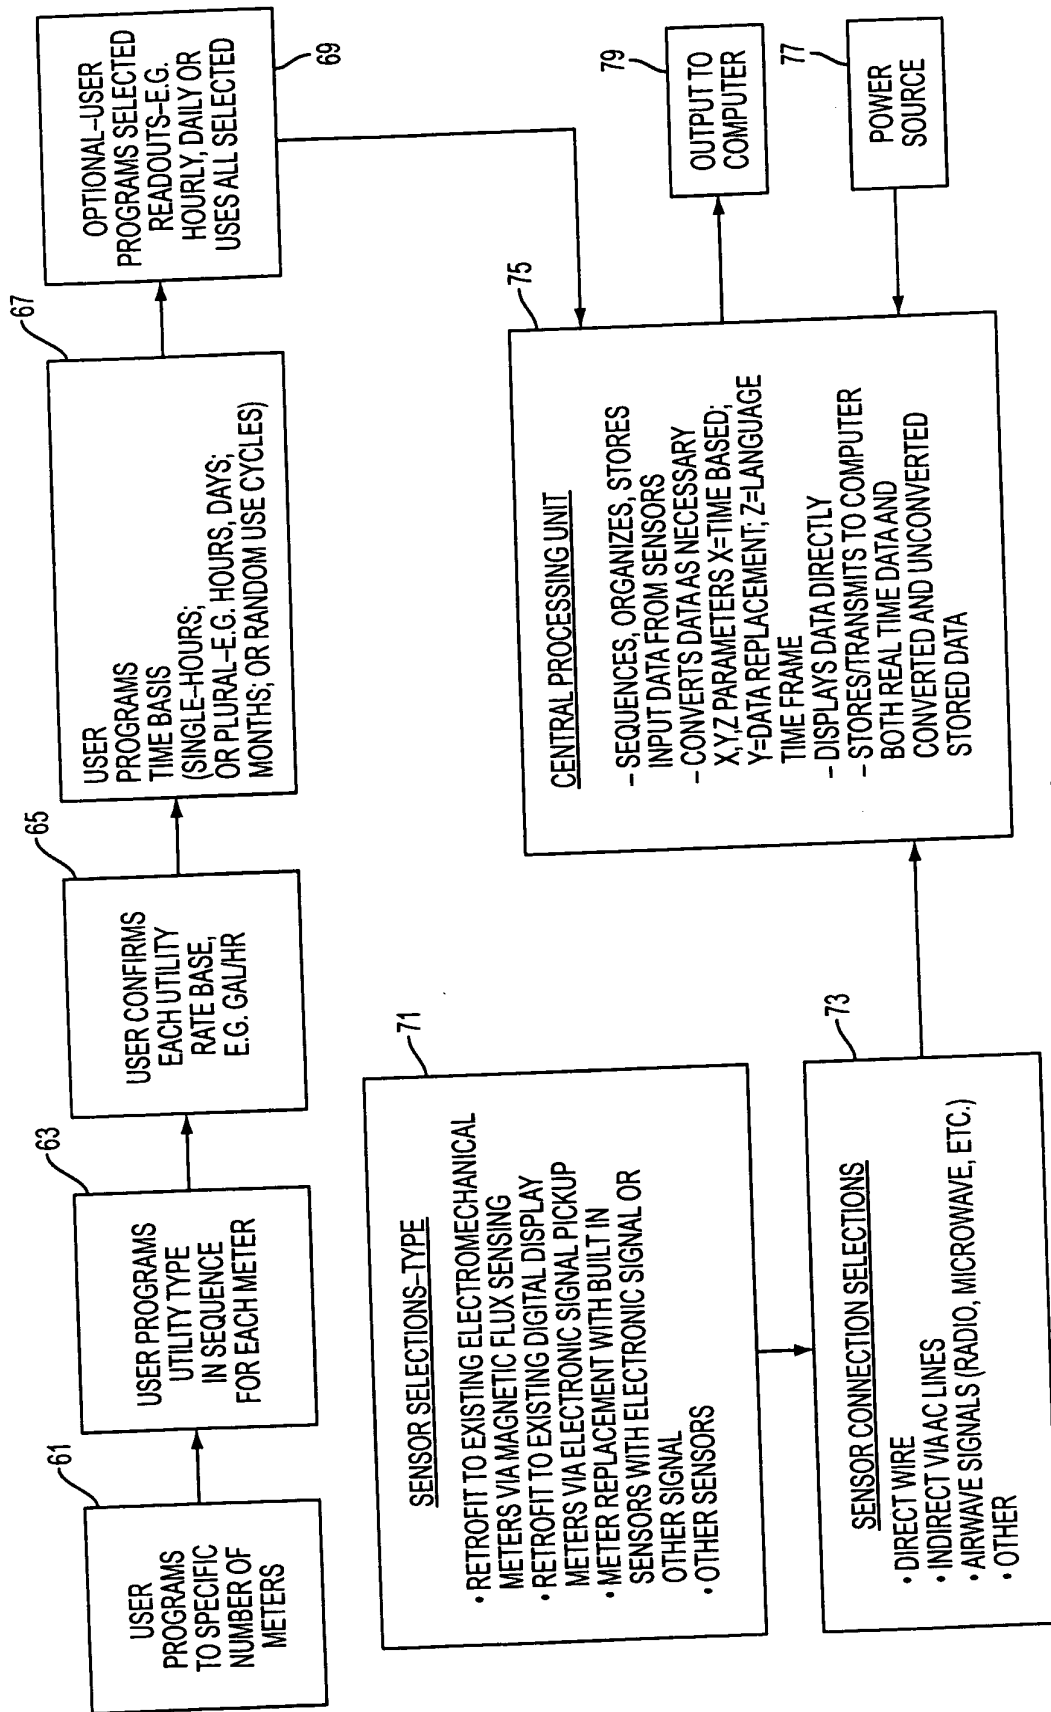 61
USER
PROGRAMS
TO SPECIFIC
NUMBER OF
METERS
63
USER PROGRAMS
UTILITY TYPE
IN SEQUENCE
FOR EACH METER
65
USER CONFIRMS
EACH UTILITY
RATE BASE,
E.G. GAL/HR
67
USER
PROGRAMS
TIME BASIS
(SINGLE-HOURS;
OR PLURAL-E.G. HOURS, DAYS;
MONTHS; OR RANDOM USE CYCLES)
69
OPTIONAL-USER
PROGRAMS SELECTED
READOUTS-E.G.
HOURLY, DAILY OR
USES ALL SELECTED
71
SENSOR SELECTIONS-TYPE
• RETROFIT TO EXISTING ELECTROMECHANICAL
METERS VIA MAGNETIC FLUX SENSING
• RETROFIT TO EXISTING DIGITAL DISPLAY
METERS VIA ELECTRONIC SIGNAL PICKUP
• METER REPLACEMENT WITH BUILT IN
SENSORS WITH ELECTRONIC SIGNAL OR
OTHER SIGNAL
• OTHER SENSORS
73
SENSOR CONNECTION SELECTIONS
• DIRECT WIRE
• INDIRECT VIA AC LINES
• AIRWAVE SIGNALS (RADIO, MICROWAVE, ETC.)
• OTHER
75
CENTRAL PROCESSING UNIT
– SEQUENCES, ORGANIZES, STORES
INPUT DATA FROM SENSORS
– CONVERTS DATA AS NECESSARY
X,Y,Z PARAMETERS X=TIME BASED;
Y=DATA REPLACEMENT; Z=LANGUAGE
TIME FRAME
– DISPLAYS DATA DIRECTLY
– STORES/TRANSMITS TO COMPUTER
BOTH REAL TIME DATA AND
CONVERTED AND UNCONVERTED
STORED DATA
79
OUTPUT TO
COMPUTER
77
POWER
SOURCE